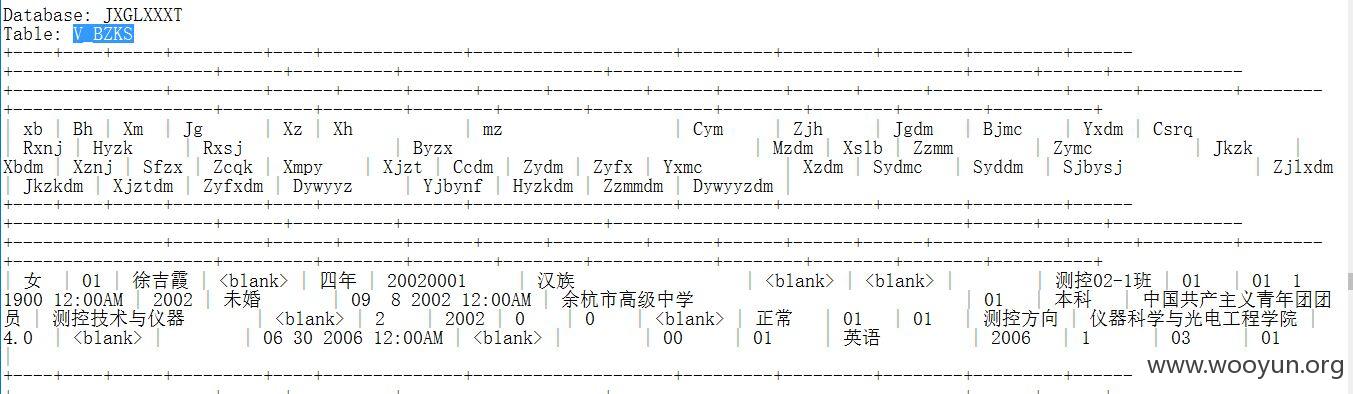 Database: JXGLXXXT
Table: V_BZKS
| xb | Bh | Xm | Jg | Xz | Xh | mz | Cym | Zjh | Jgdm | Bjmc | Yxdm | Csrq
| Rxnj | Hyzk | Rxsj | Byzx | Mzdm | Xslb | Zzmm | Zymc | Jkzk |
Xbdm | Xznj | Sfzx | Zcqk | Xmpy | Xjzt | Ccdm | Zydm | Zyfx | Yxmc | Xzdm | Sydmc | Syddm | Sjbysj | Zjlxdm
| Jkzkdm | Xjztdm | Zyfxdm | Dywyyz | Yjbynf | Hyzkdm | Zzmmdm | Dywyyzdm |
| 女 | 01 | 徐吉霞 | <blank> | 四年 | 20020001 | 汉族 | <blank> | <blank> | | 测控02-1班 | 01 | 01 1
1900 12:00AM | 2002 | 未婚 | 09 8 2002 12:00AM | 余杭市高级中学 | 01 | 本科 | 中国共产主义青年团团
员 | 测控技术与仪器 | <blank> | 2 | 2002 | 0 | 0 | <blank> | 正常 | 01 | 01 | 测控方向 | 仪器科学与光电工程学院 |
4.0 | <blank> | | 06 30 2006 12:00AM | <blank> | | 00 | 01 | 英语 | 2006 | 1 | 03 | 01
|
www.wooyun.org